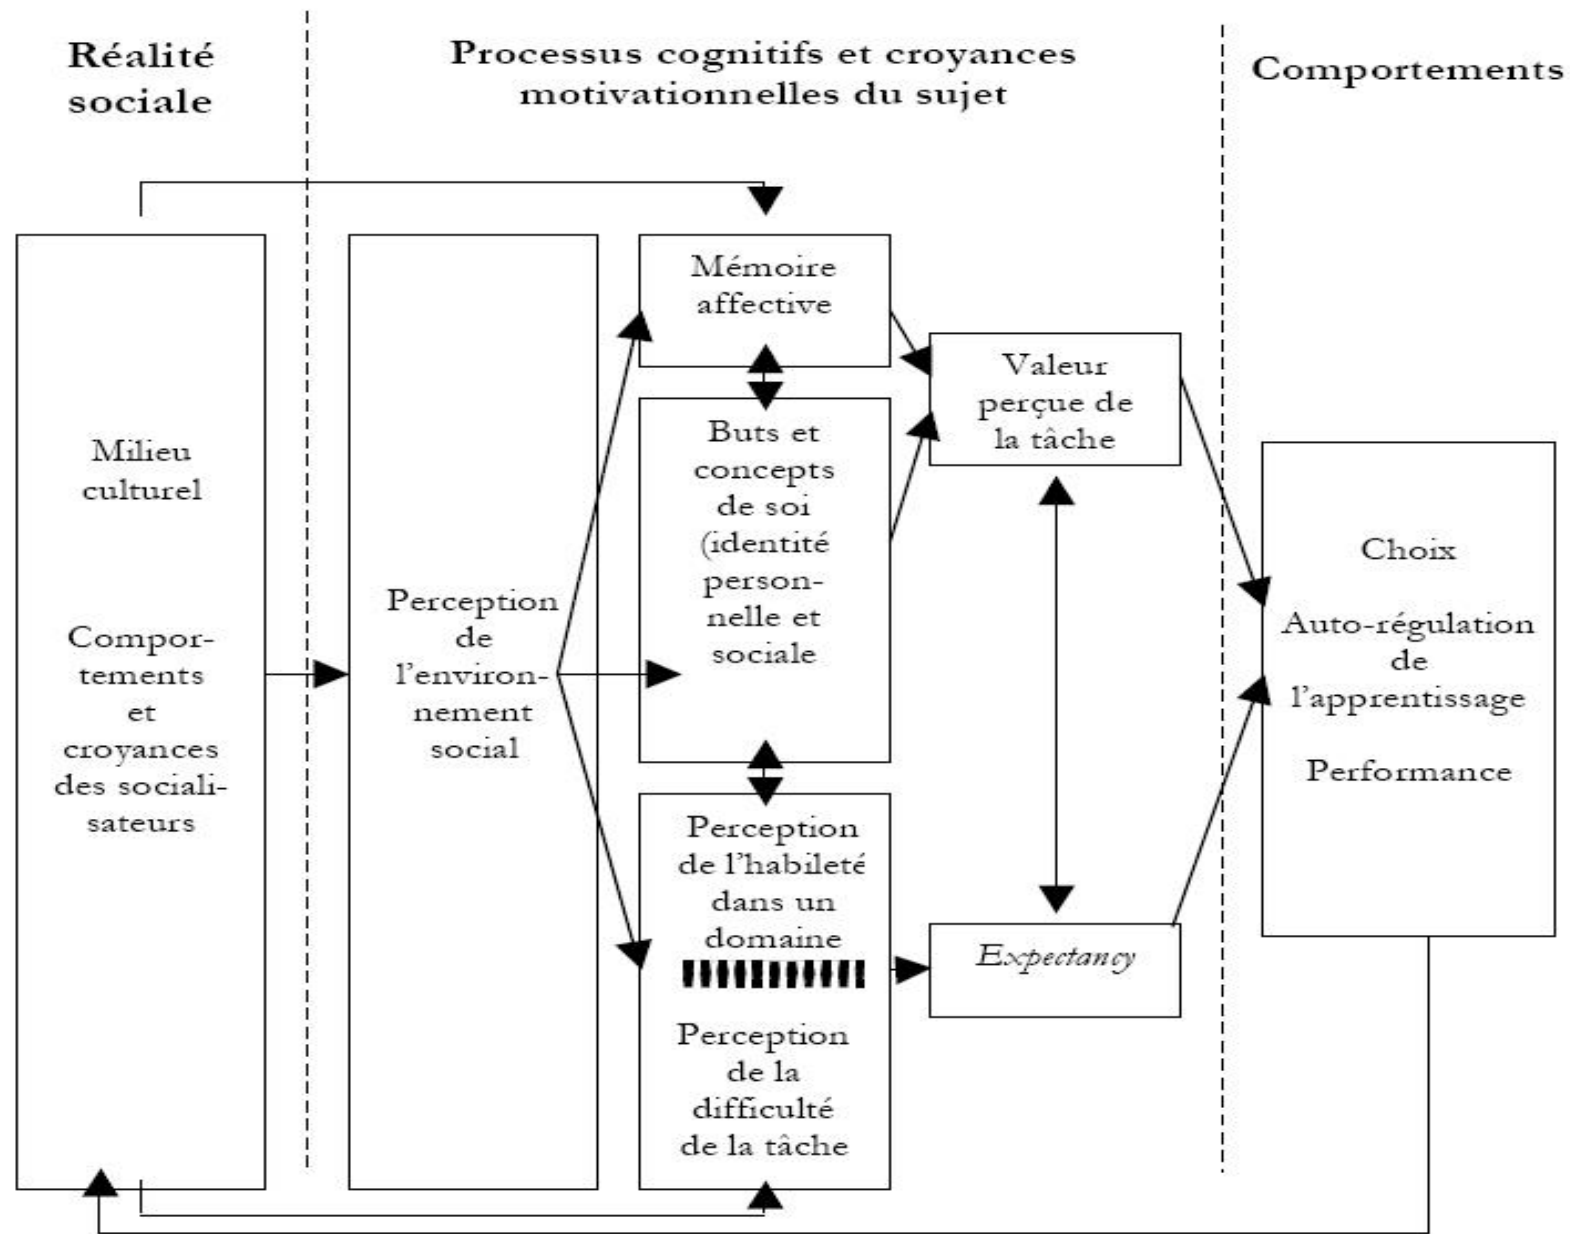 Réalité
sociale
Processus cognitifs et croyances
motivationnelles du sujet
Comportements
Milieu
culturel
Compor-
tements
et
croyances
des sociali-
sateurs
Perception
de
l'environ-
nement
social
Mémoire
affective
Buts et
concepts
de soi
(identité
person-
nelle et
sociale
Perception
de l'habileté
dans un
domaine
Perception
de la
difficulté
de la tâche
Valeur
perçue de
la tâche
Expectancy
Choix
Auto-régulation
de
l'apprentissage
Performance